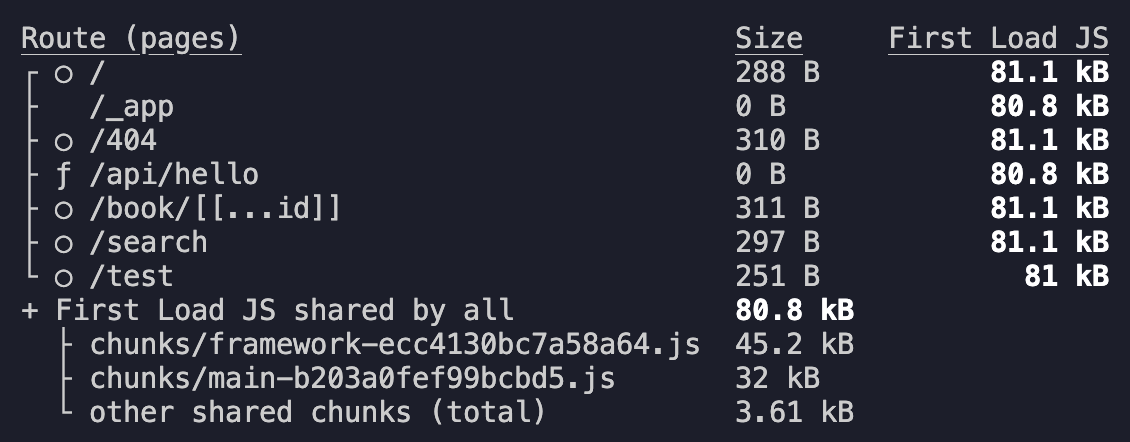 Route (pages) Size First Load JS
┌ ○ / 288 B 81.1 kB
├   /_app 0 B 80.8 kB
├ ○ /404 310 B 81.1 kB
├ ƒ /api/hello 0 B 80.8 kB
├ ○ /book/[[...id]] 311 B 81.1 kB
├ ○ /search 297 B 81.1 kB
└ ○ /test 251 B 81 kB
+ First Load JS shared by all 80.8 kB
├ chunks/framework-ecc4130bc7a58a64.js 45.2 kB
├ chunks/main-b203a0fef99bcbd5.js 32 kB
└ other shared chunks (total) 3.61 kB